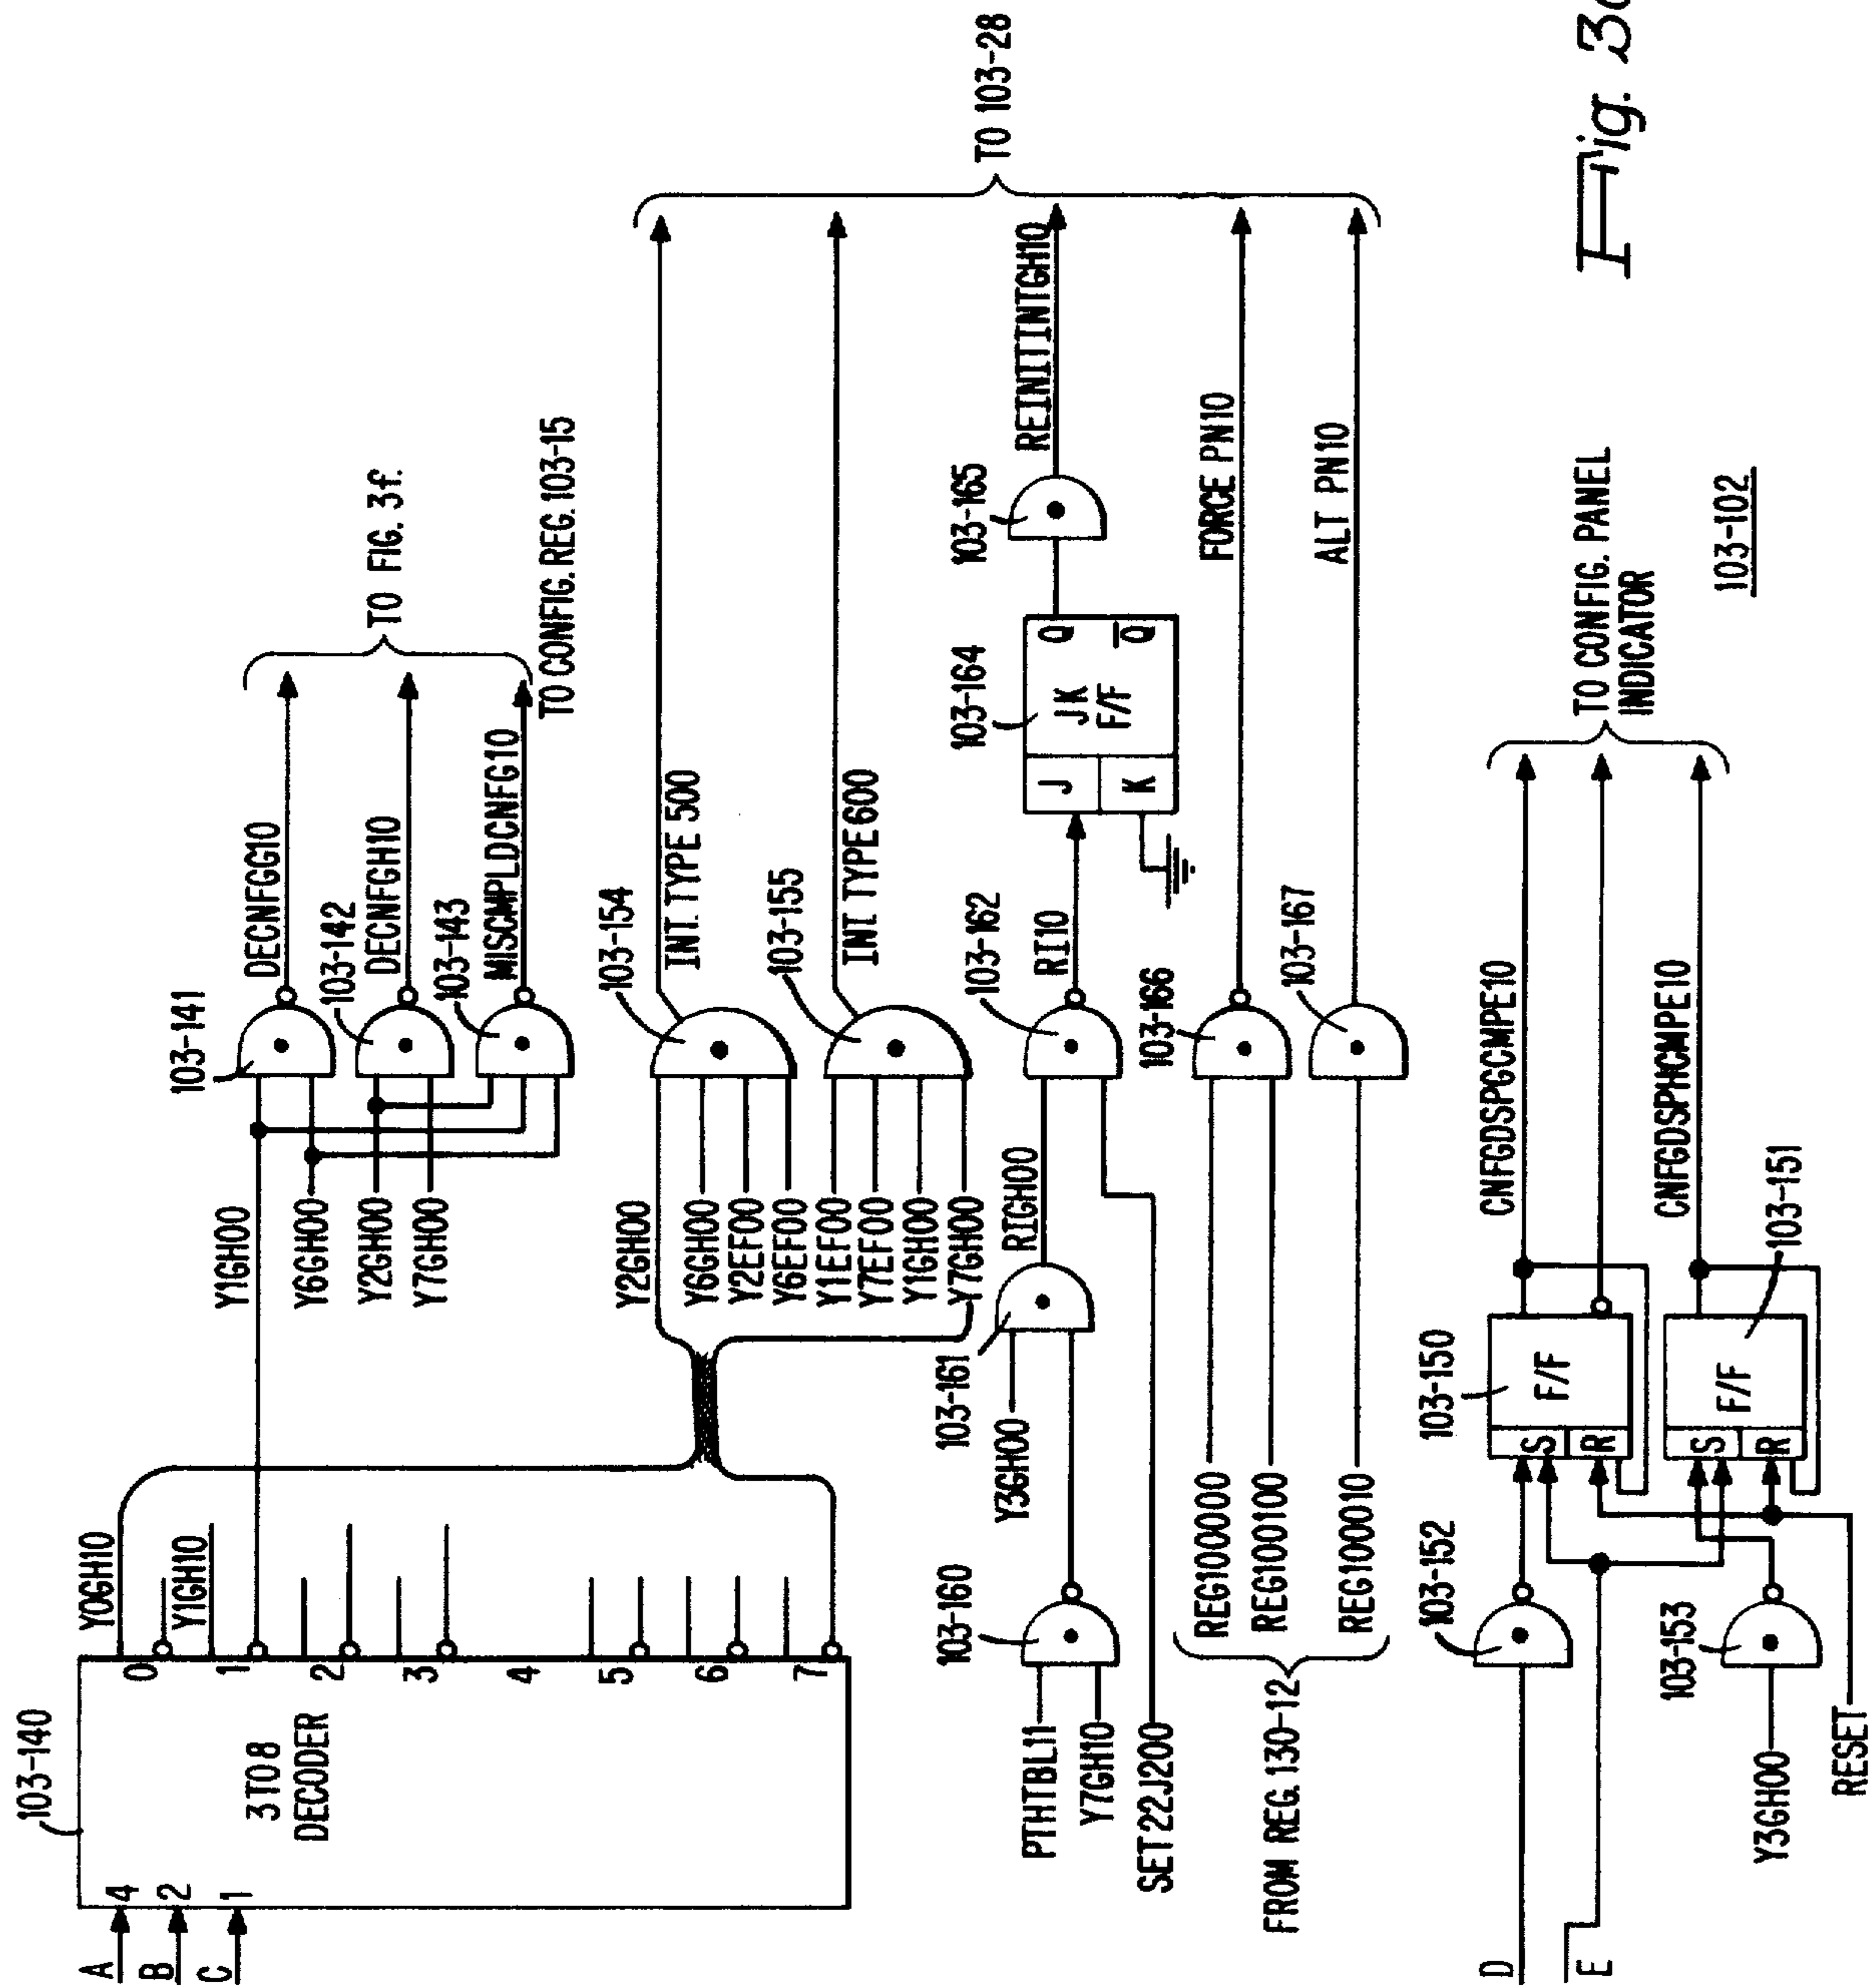 103-140
A
B
C
4
2
1
3 TO 8
DECODER
0
1
2
3
4
5
6
7
Y0GH10
Y1GH10
Y1GH00
Y6GH00
Y2GH00
Y7GH00
103-141
103-142
103-143
DECNFGG10
DECNFGH10
MISCMPLDCNFG10
TO FIG. 3f.
TO CONFIG. REG. 103-15
Y2GH00
Y6GH00
Y2EF00
Y6EF00
Y1EF00
Y7EF00
Y1GH00
Y7GH00
103-154
103-155
INT. TYPE 500
INT. TYPE 600
TO 103-28
PTHTBL11
Y7GH10
SET22J200
103-160
Y3GH00
103-161
RIGH00
103-162
RI10
103-164
J
K
JK
F/F
Q
Q
103-165
REINITINTGH10
FROM REG. 130-12
REG100000
REG100100
REG100010
103-166
103-167
FORCE PN10
ALT PN10
D
E
103-152
103-153
Y3GH00
RESET
103-150
S
R
F/F
S
R
F/F
103-151
CNFGDSPGCMPE10
CNFGDSPHCMPE10
TO CONFIG. PANEL
INDICATOR
103-102
Fig.